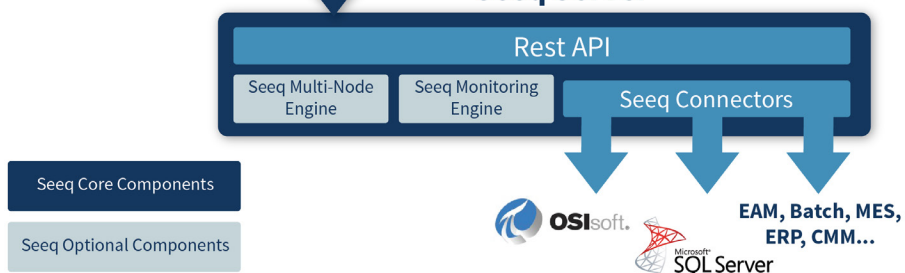 Rest API
Seeq Multi-Node
Engine
Seeq Monitoring
Engine
Seeq Connectors
Seeq Core Components
Seeq Optional Components
OSIsoft.
Microsoft®
SQL Server
EAM, Batch, MES,
ERP, CMM...